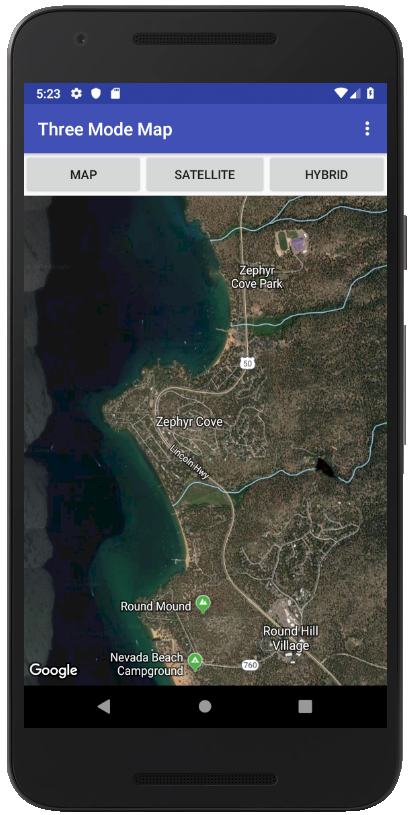 5:23
Three Mode Map
MAP
SATELLITE
HYBRID
Zephyr
Cove Park
50
Zephyr Cove
Lincoln Hwy
Round Mound
Round Hill
Village
Nevada Beach
Campground
760
Google